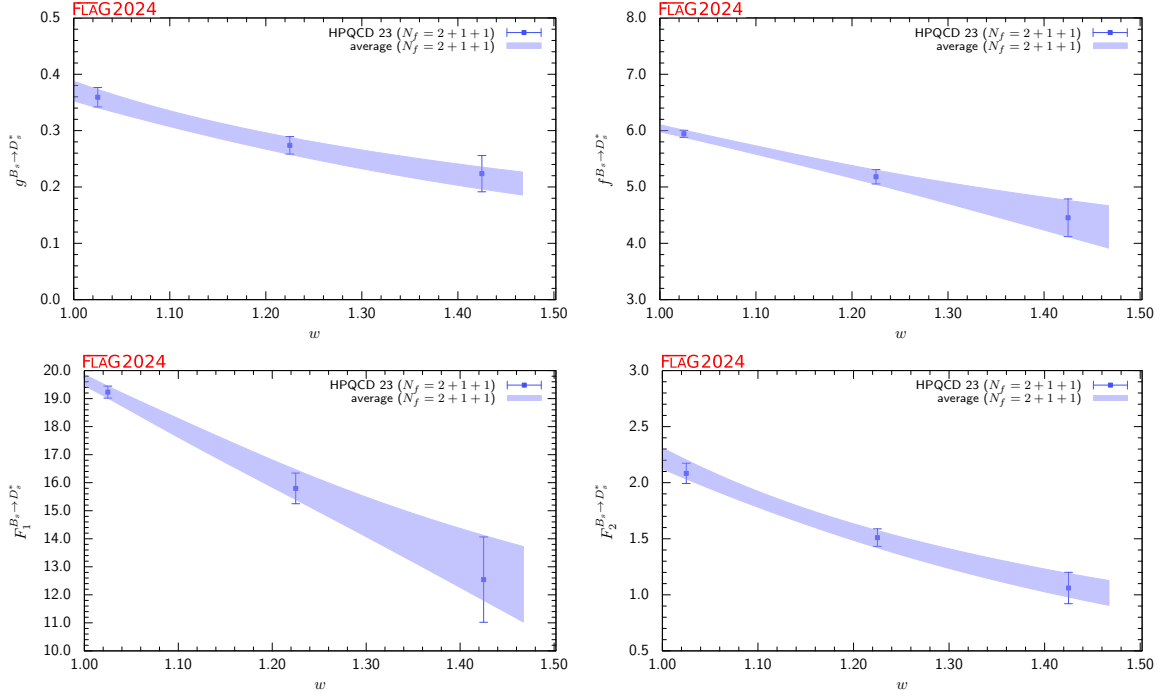 FLAG2024
HPQCD 23 (N_f = 2 + 1 + 1)
average (N_f = 2 + 1 + 1)
g^{B_s→D_s^*}
0.5
0.4
0.3
0.2
0.1
0.0
1.00 1.10 1.20 1.30 1.40 1.50
w
FLAG2024
HPQCD 23 (N_f = 2 + 1 + 1)
average (N_f = 2 + 1 + 1)
f^{B_s→D_s^*}
8.0
7.0
6.0
5.0
4.0
3.0
1.00 1.10 1.20 1.30 1.40 1.50
w
FLAG2024
HPQCD 23 (N_f = 2 + 1 + 1)
average (N_f = 2 + 1 + 1)
F_1^{B_s→D_s^*}
20.0
19.0
18.0
17.0
16.0
15.0
14.0
13.0
12.0
11.0
10.0
1.00 1.10 1.20 1.30 1.40 1.50
w
FLAG2024
HPQCD 23 (N_f = 2 + 1 + 1)
average (N_f = 2 + 1 + 1)
F_2^{B_s→D_s^*}
3.0
2.5
2.0
1.5
1.0
0.5
1.00 1.10 1.20 1.30 1.40 1.50
w